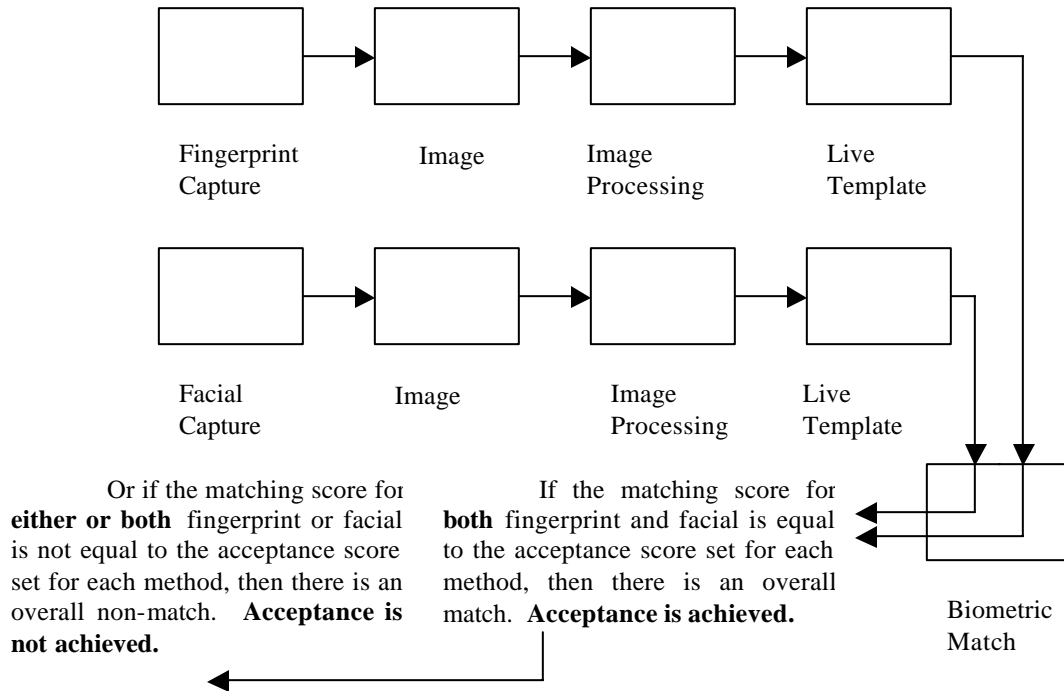 Fingerprint
Capture
Image
Image
Processing
Live
Template
Facial
Capture
Image
Image
Processing
Live
Template
Or if the matching score for
either or both fingerprint or facial
is not equal to the acceptance score
set for each method, then there is an
overall non-match. Acceptance is
not achieved.
If the matching score for
both fingerprint and facial is equal
to the acceptance score set for each
method, then there is an overall
match. Acceptance is achieved.
Biometric
Match